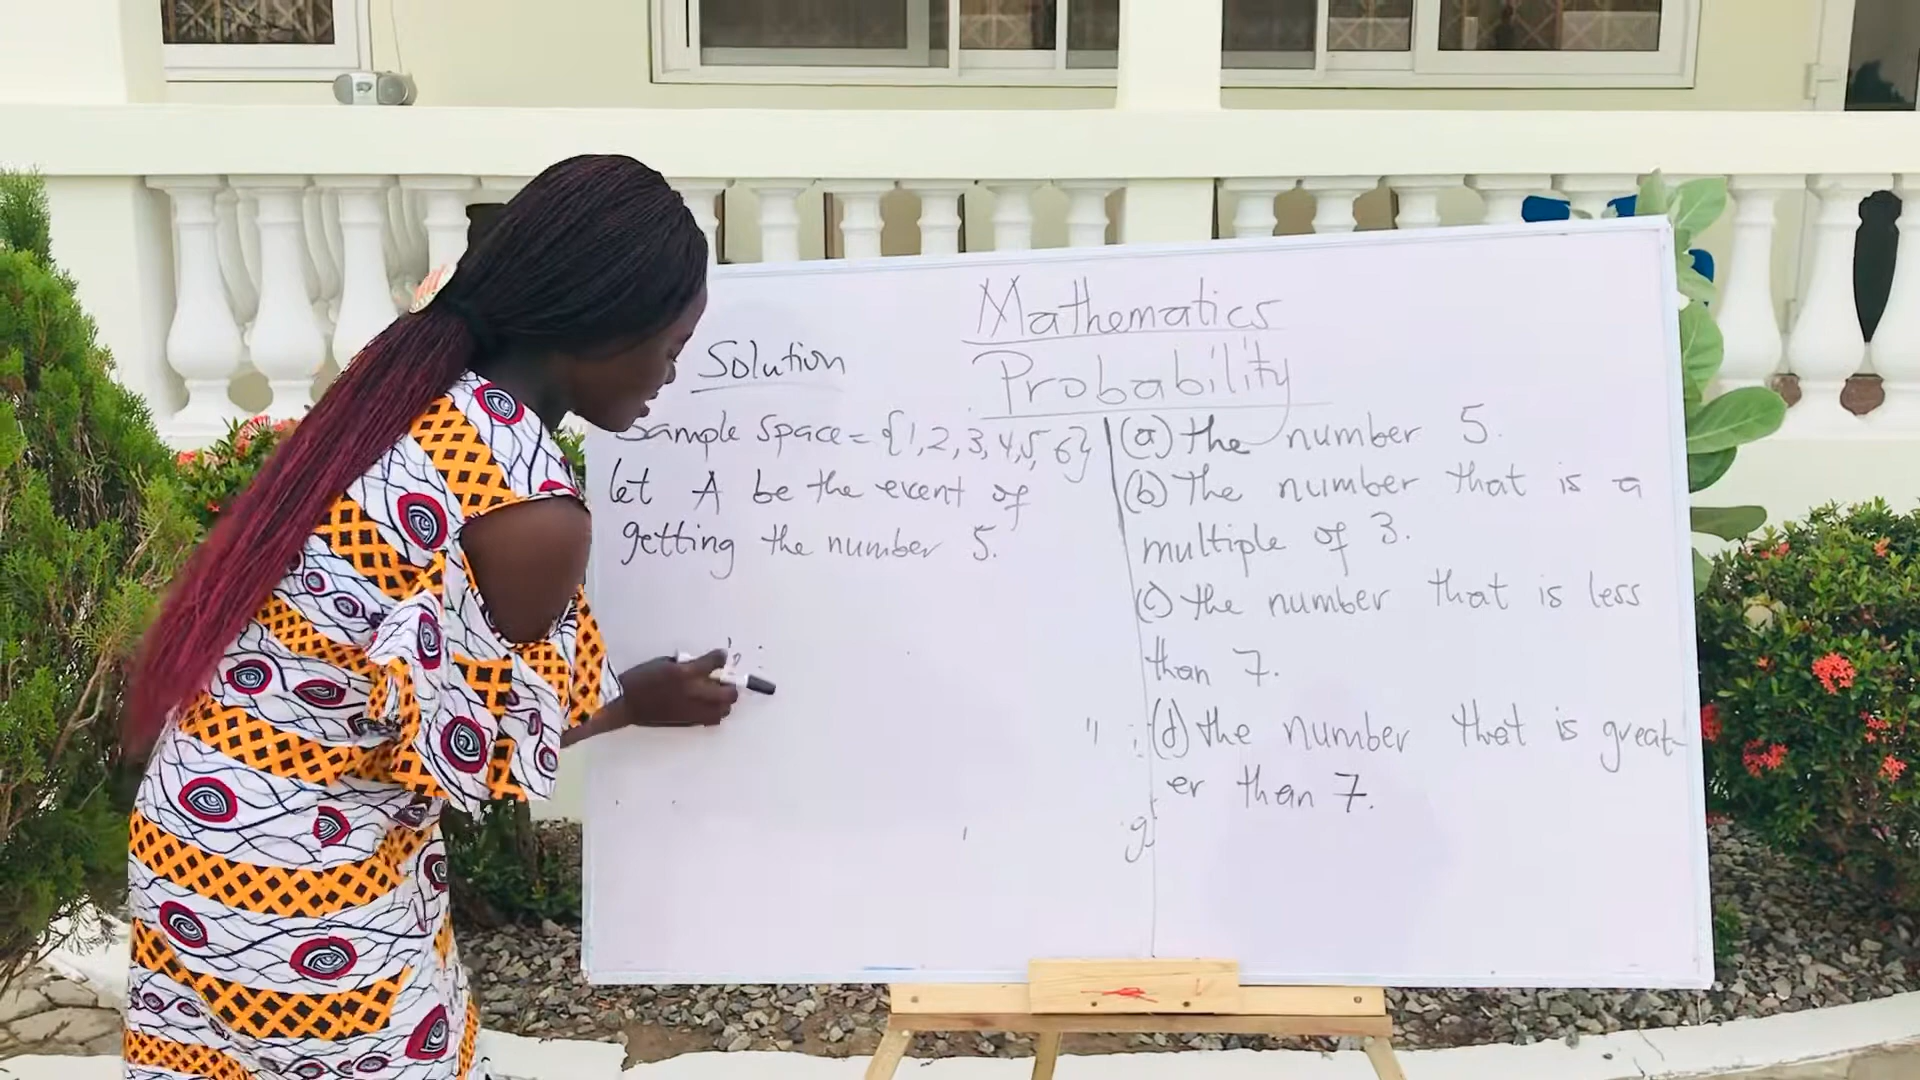 Mathematics
Probability
Solution
Sample Space = {1, 2, 3, 4, 5, 6}
let A be the event of
getting the number 5.
(a) the number 5.
(b) The number that is a
multiple of 3.
(c) the number that is less
than 7.
(d) the number that is great-
er than 7.